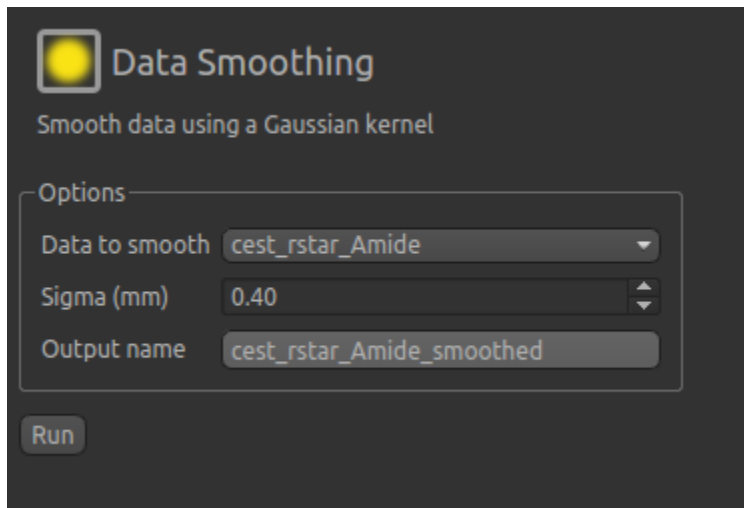 Data Smoothing
Smooth data using a Gaussian kernel
Options
Data to smooth cest_rstar_Amide
Sigma (mm) 0.40
Output name cest_rstar_Amide_smoothed
Run